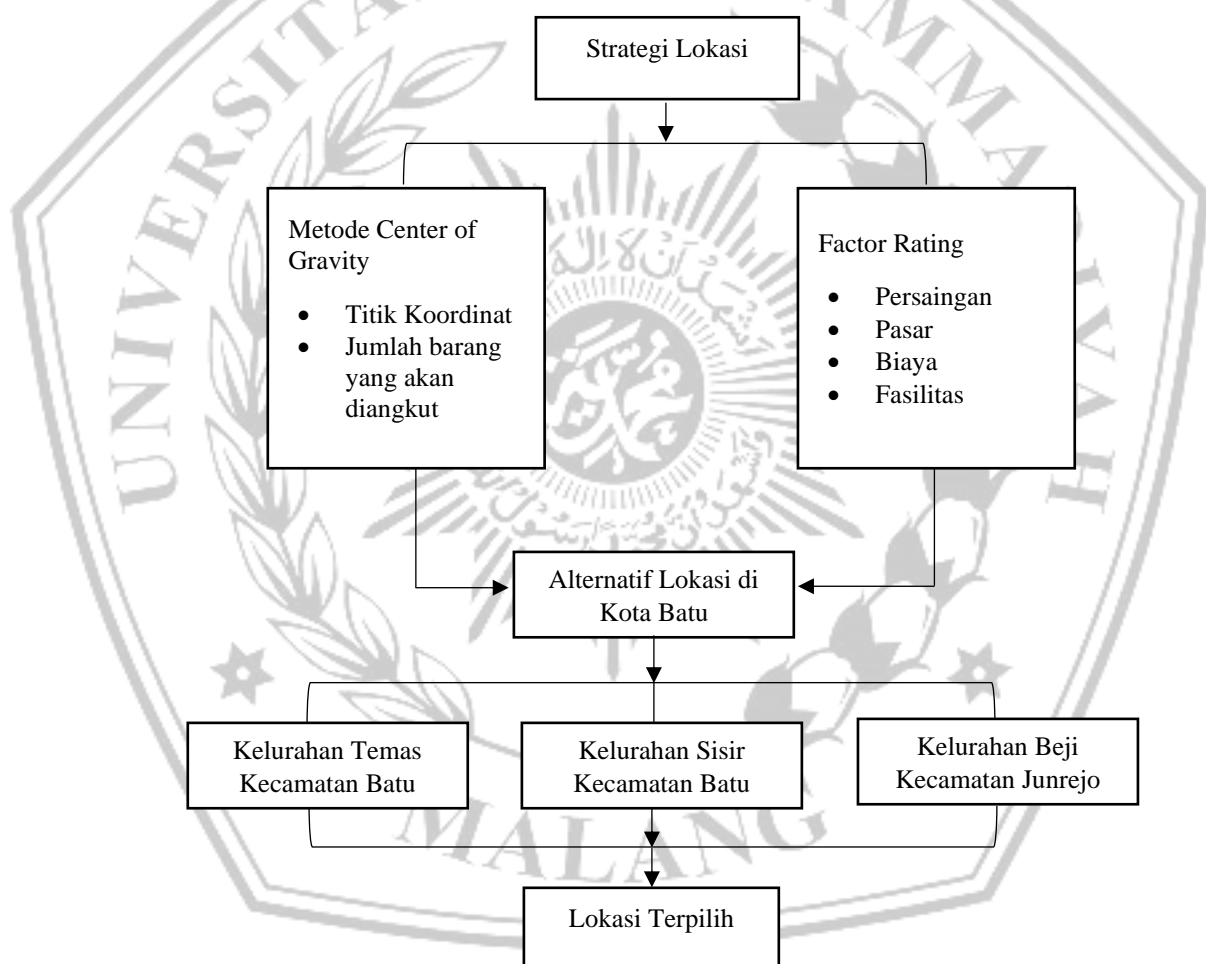 Strategi Lokasi
Metode Center of
Gravity
• Titik Koordinat
• Jumlah barang
yang akan
diangkut
Factor Rating
• Persaingan
• Pasar
• Biaya
• Fasilitas
Alternatif Lokasi di
Kota Batu
Kelurahan Temas
Kecamatan Batu
Kelurahan Sisir
Kecamatan Batu
Kelurahan Beji
Kecamatan Junrejo
Lokasi Terpilih
MALANG